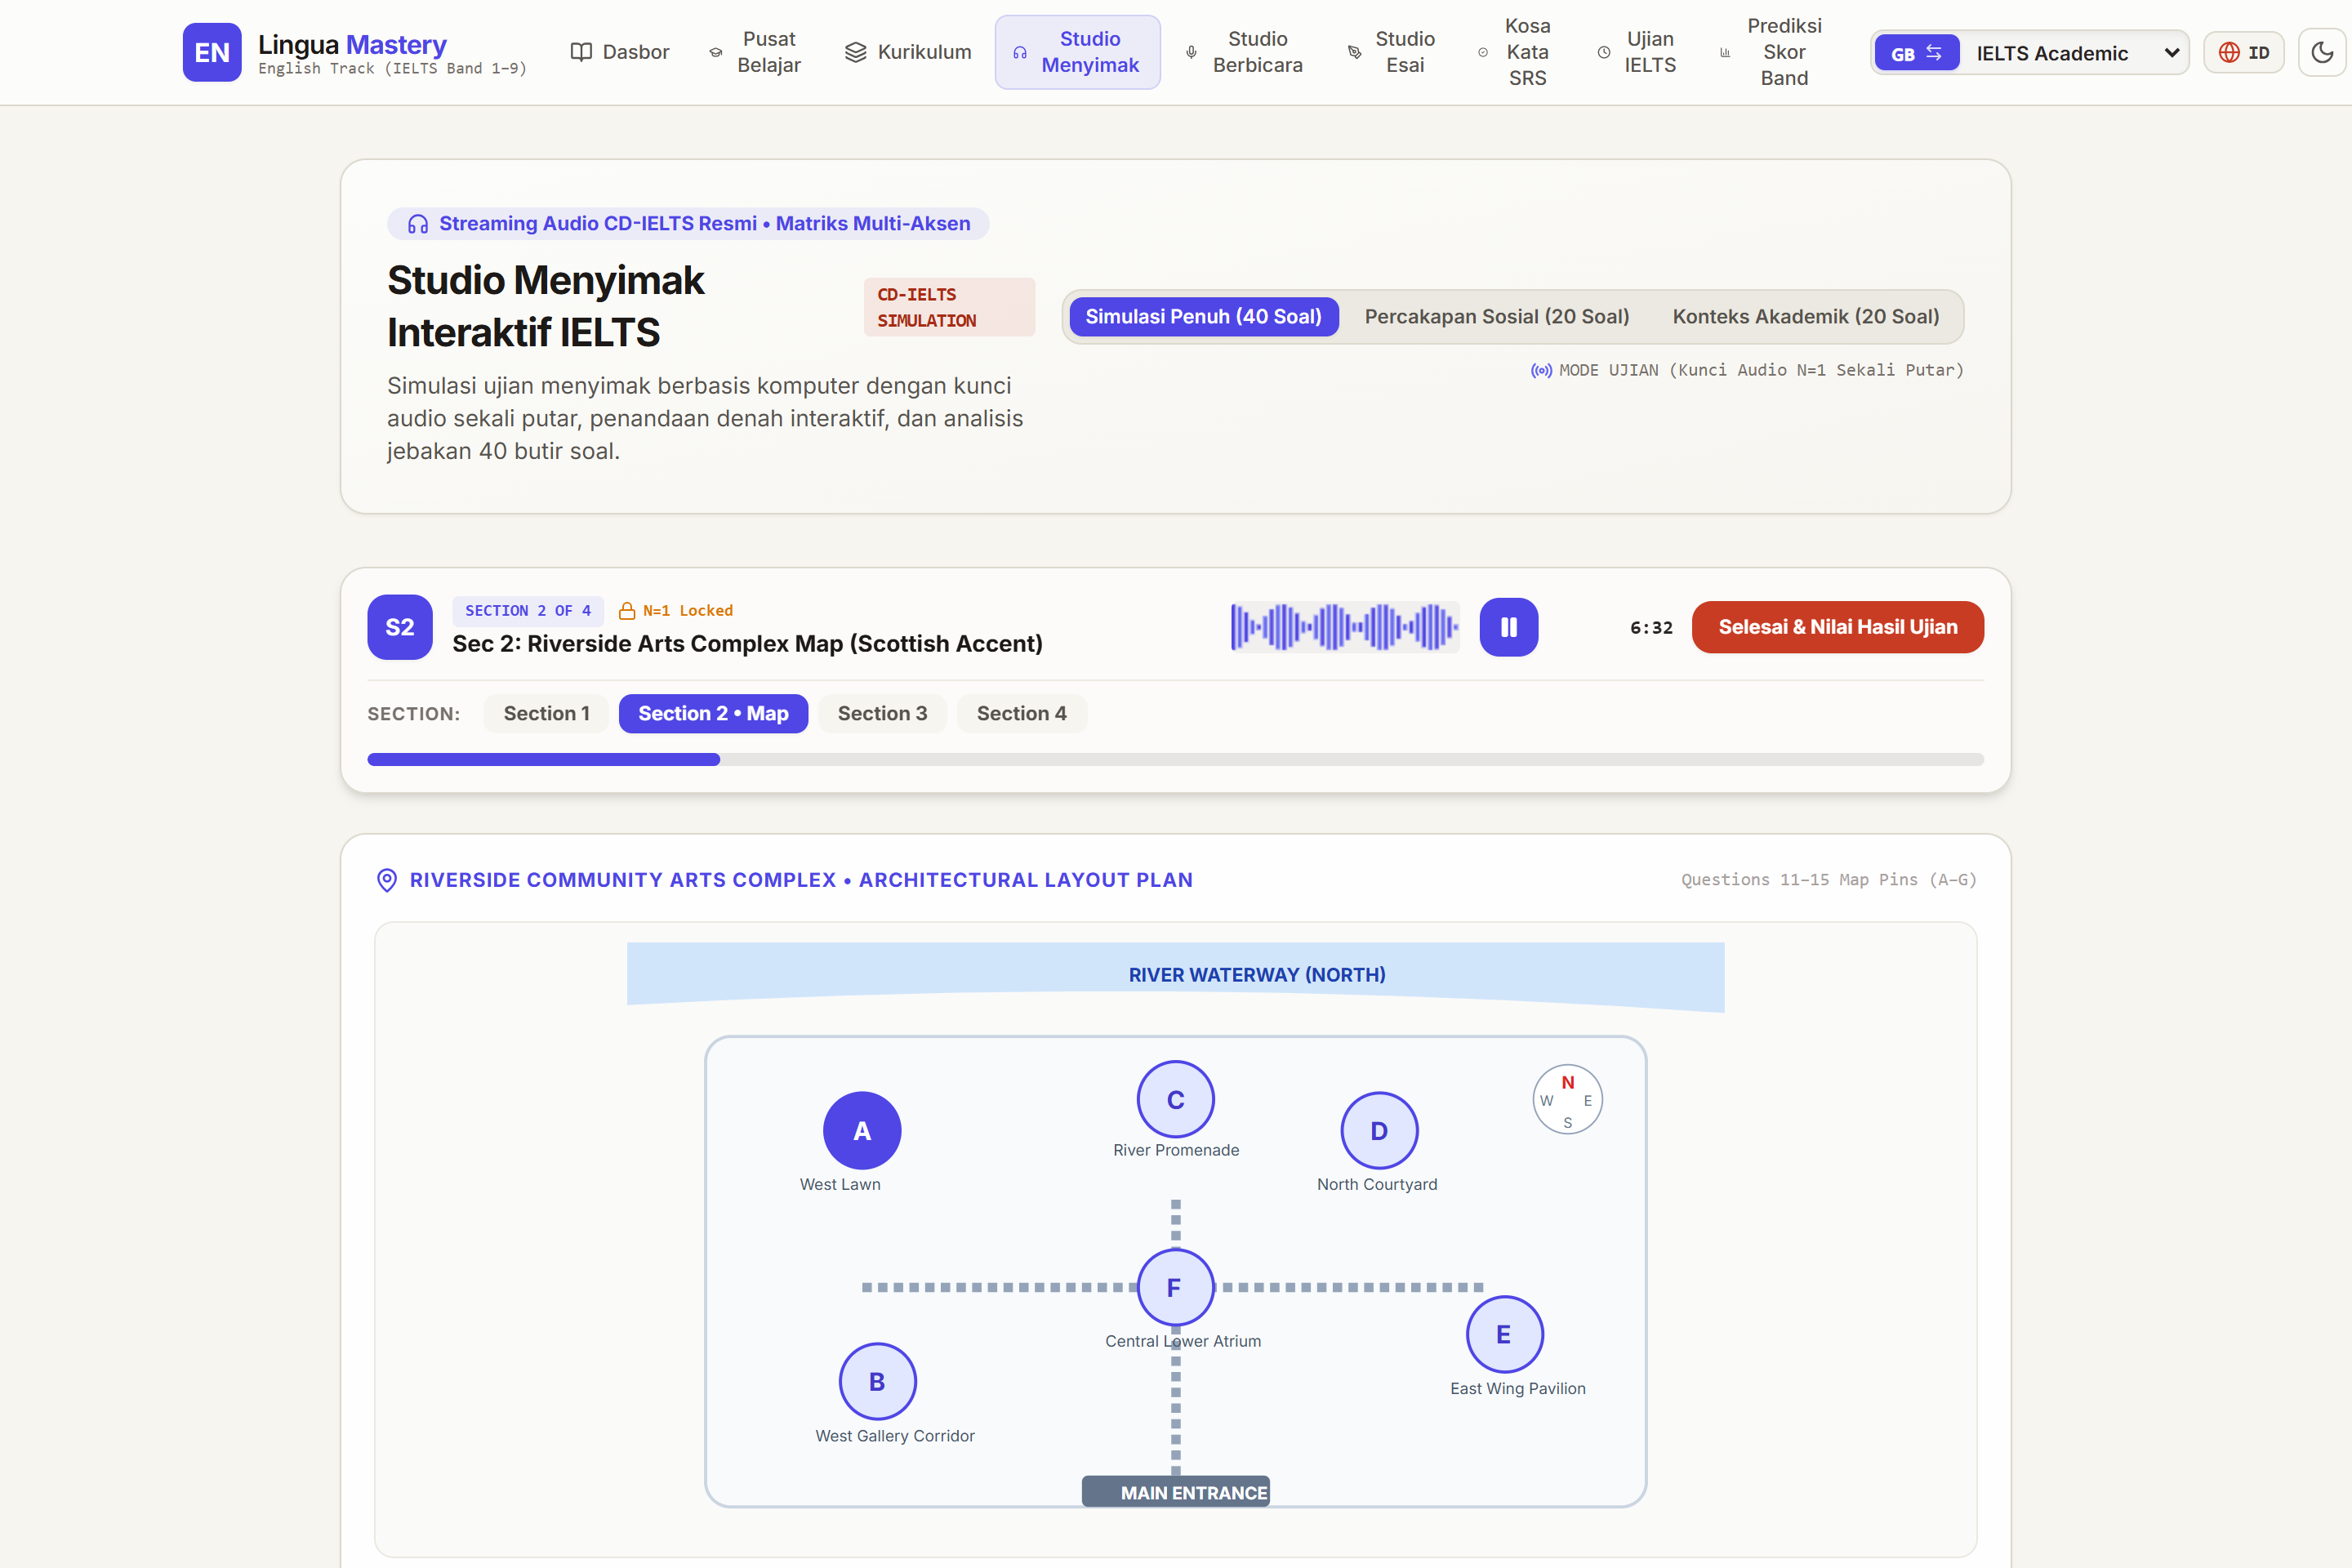 EN
Lingua Mastery
English Track (IELTS Band 1–9)
Dasbor
Pusat
Belajar
Kurikulum
Studio
Menyimak
Studio
Berbicara
Studio
Esai
Kosa
Kata
SRS
Ujian
IELTS
Prediksi
Skor
Band
GB
IELTS Academic
ID
Streaming Audio CD-IELTS Resmi • Matriks Multi-Aksen
Studio Menyimak
Interaktif IELTS
CD-IELTS
SIMULATION
Simulasi ujian menyimak berbasis komputer dengan kunci
audio sekali putar, penandaan denah interaktif, dan analisis
jebakan 40 butir soal.
Simulasi Penuh (40 Soal)
Percakapan Sosial (20 Soal)
Konteks Akademik (20 Soal)
MODE UJIAN (Kunci Audio N=1 Sekali Putar)
S2
SECTION 2 OF 4
N=1 Locked
Sec 2: Riverside Arts Complex Map (Scottish Accent)
6:32
Selesai & Nilai Hasil Ujian
SECTION:
Section 1
Section 2 • Map
Section 3
Section 4
RIVERSIDE COMMUNITY ARTS COMPLEX • ARCHITECTURAL LAYOUT PLAN
Questions 11–15 Map Pins (A–G)
RIVER WATERWAY (NORTH)
A
West Lawn
C
River Promenade
D
North Courtyard
N
W
E
S
F
Central Lower Atrium
E
East Wing Pavilion
B
West Gallery Corridor
MAIN ENTRANCE